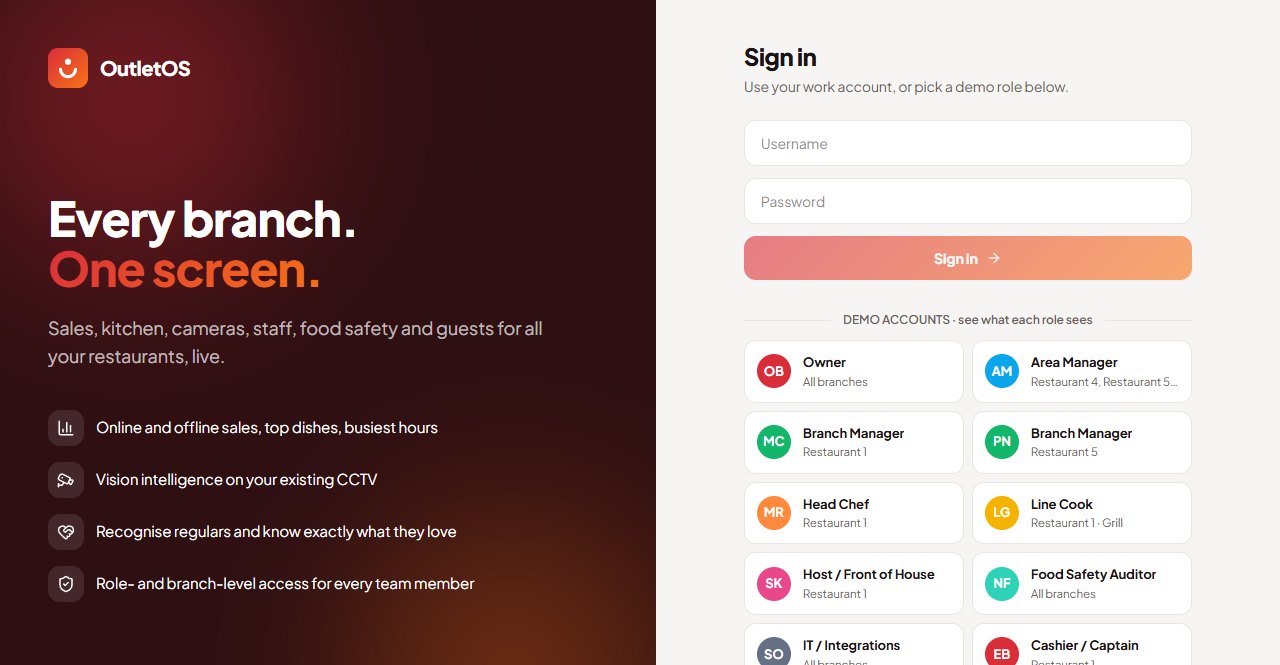 OutletOS
Every branch.
One screen.
Sales, kitchen, cameras, staff, food safety and guests for all
your restaurants, live.
Online and offline sales, top dishes, busiest hours
Vision intelligence on your existing CCTV
Recognise regulars and know exactly what they love
Role- and branch-level access for every team member
Sign in
Use your work account, or pick a demo role below.
Username
Password
Sign in →
DEMO ACCOUNTS · see what each role sees
OB
Owner
All branches
AM
Area Manager
Restaurant 4, Restaurant 5…
MC
Branch Manager
Restaurant 1
PN
Branch Manager
Restaurant 5
MR
Head Chef
Restaurant 1
LG
Line Cook
Restaurant 1 · Grill
SK
Host / Front of House
Restaurant 1
NF
Food Safety Auditor
All branches
SO
IT / Integrations
All branches
EB
Cashier / Captain
Restaurant 1